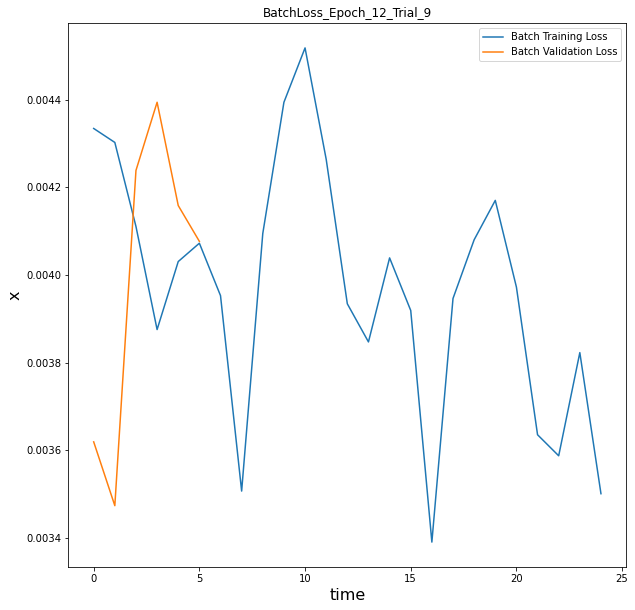 BatchLoss_Epoch_12_Trial_9
Batch Training Loss
Batch Validation Loss
0.0044
0.0042
0.0040
0.0038
0.0036
0.0034
x
0 5 10 15 20 25
time